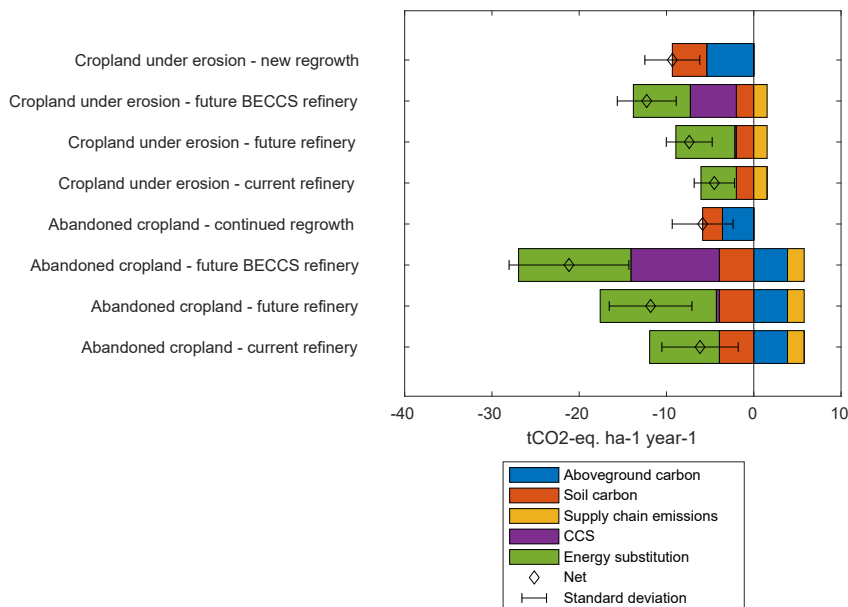 Cropland under erosion - new regrowth
Cropland under erosion - future BECCS refinery
Cropland under erosion - future refinery
Cropland under erosion - current refinery
Abandoned cropland - continued regrowth
Abandoned cropland - future BECCS refinery
Abandoned cropland - future refinery
Abandoned cropland - current refinery
-40 -30 -20 -10 0 10
tCO2-eq. ha-1 year-1
Aboveground carbon
Soil carbon
Supply chain emissions
CCS
Energy substitution
Net
Standard deviation